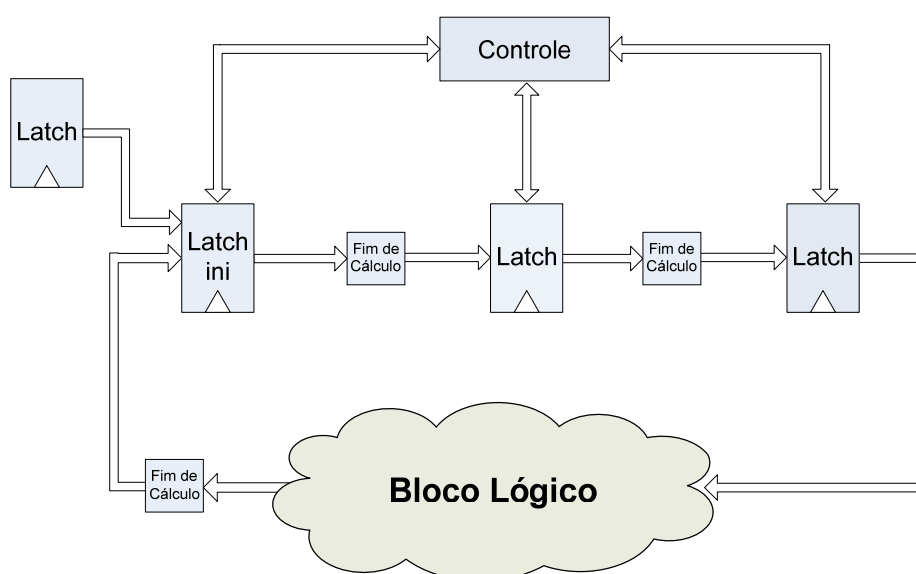 Controle
Latch
Latch
ini
Fim de
Cálculo
Latch
Fim de
Cálculo
Latch
Fim de
Cálculo
Bloco Lógico